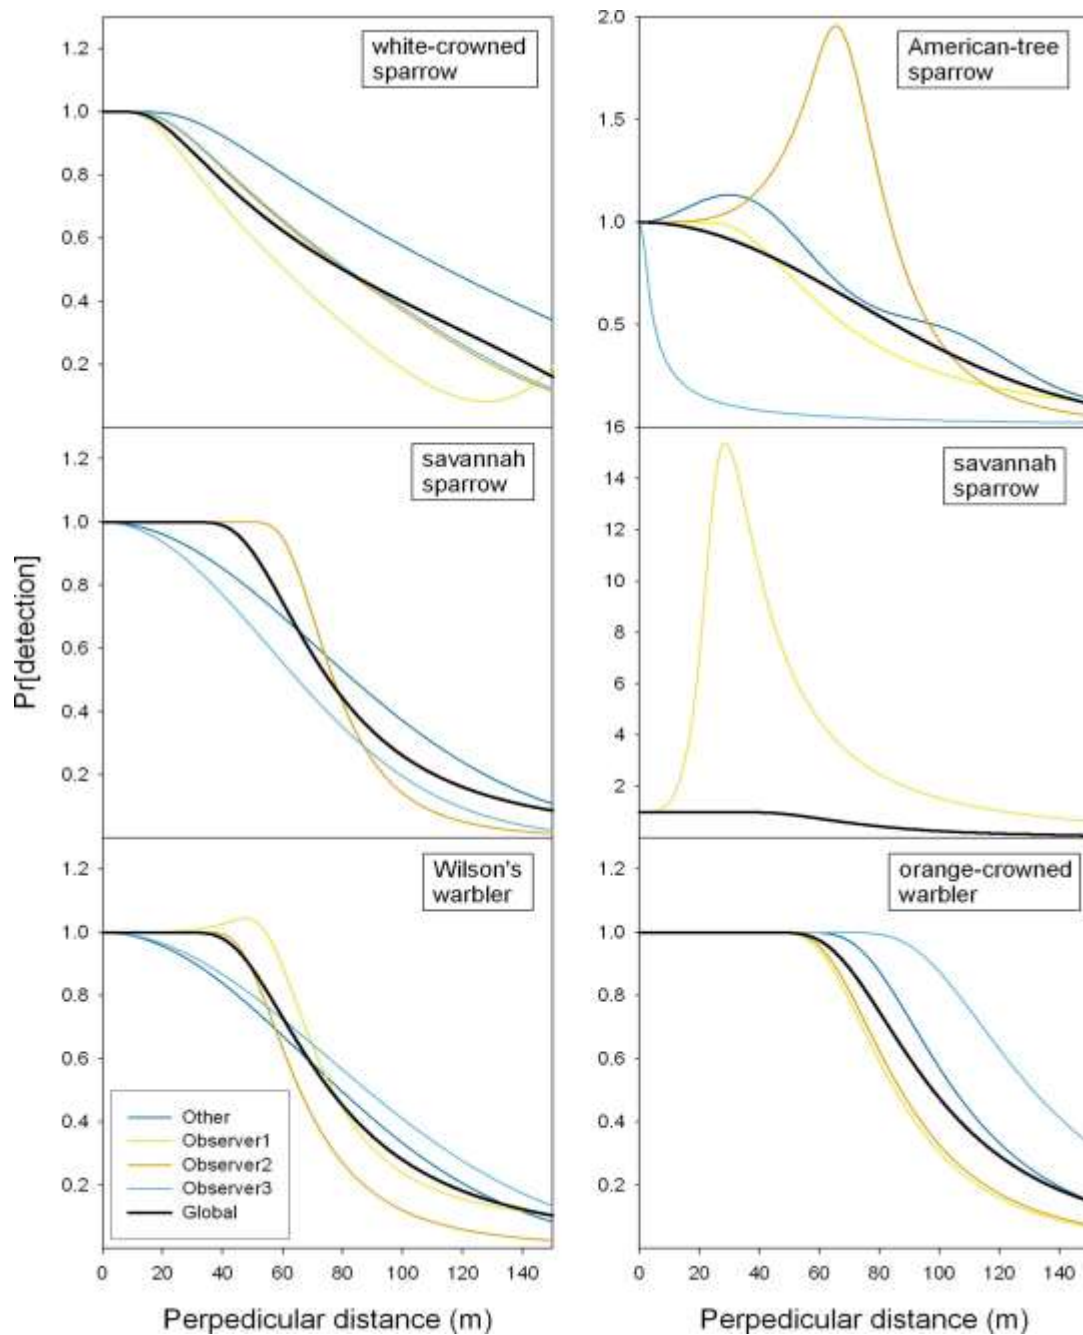 white-crowned
sparrow
1.2
1.0
0.8
0.6
0.4
0.2
American-tree
sparrow
2.0
1.5
1.0
0.5
savannah
sparrow
1.2
1.0
0.8
0.6
0.4
0.2
savannah
sparrow
16
14
12
10
8
6
4
2
Pr[detection]
Wilson's
warbler
1.2
1.0
0.8
0.6
0.4
0.2
Other
Observer1
Observer2
Observer3
Global
0 20 40 60 80 100 120 140
Perpedicular distance (m)
orange-crowned
warbler
1.2
1.0
0.8
0.6
0.4
0.2
0 20 40 60 80 100 120 140
Perpedicular distance (m)